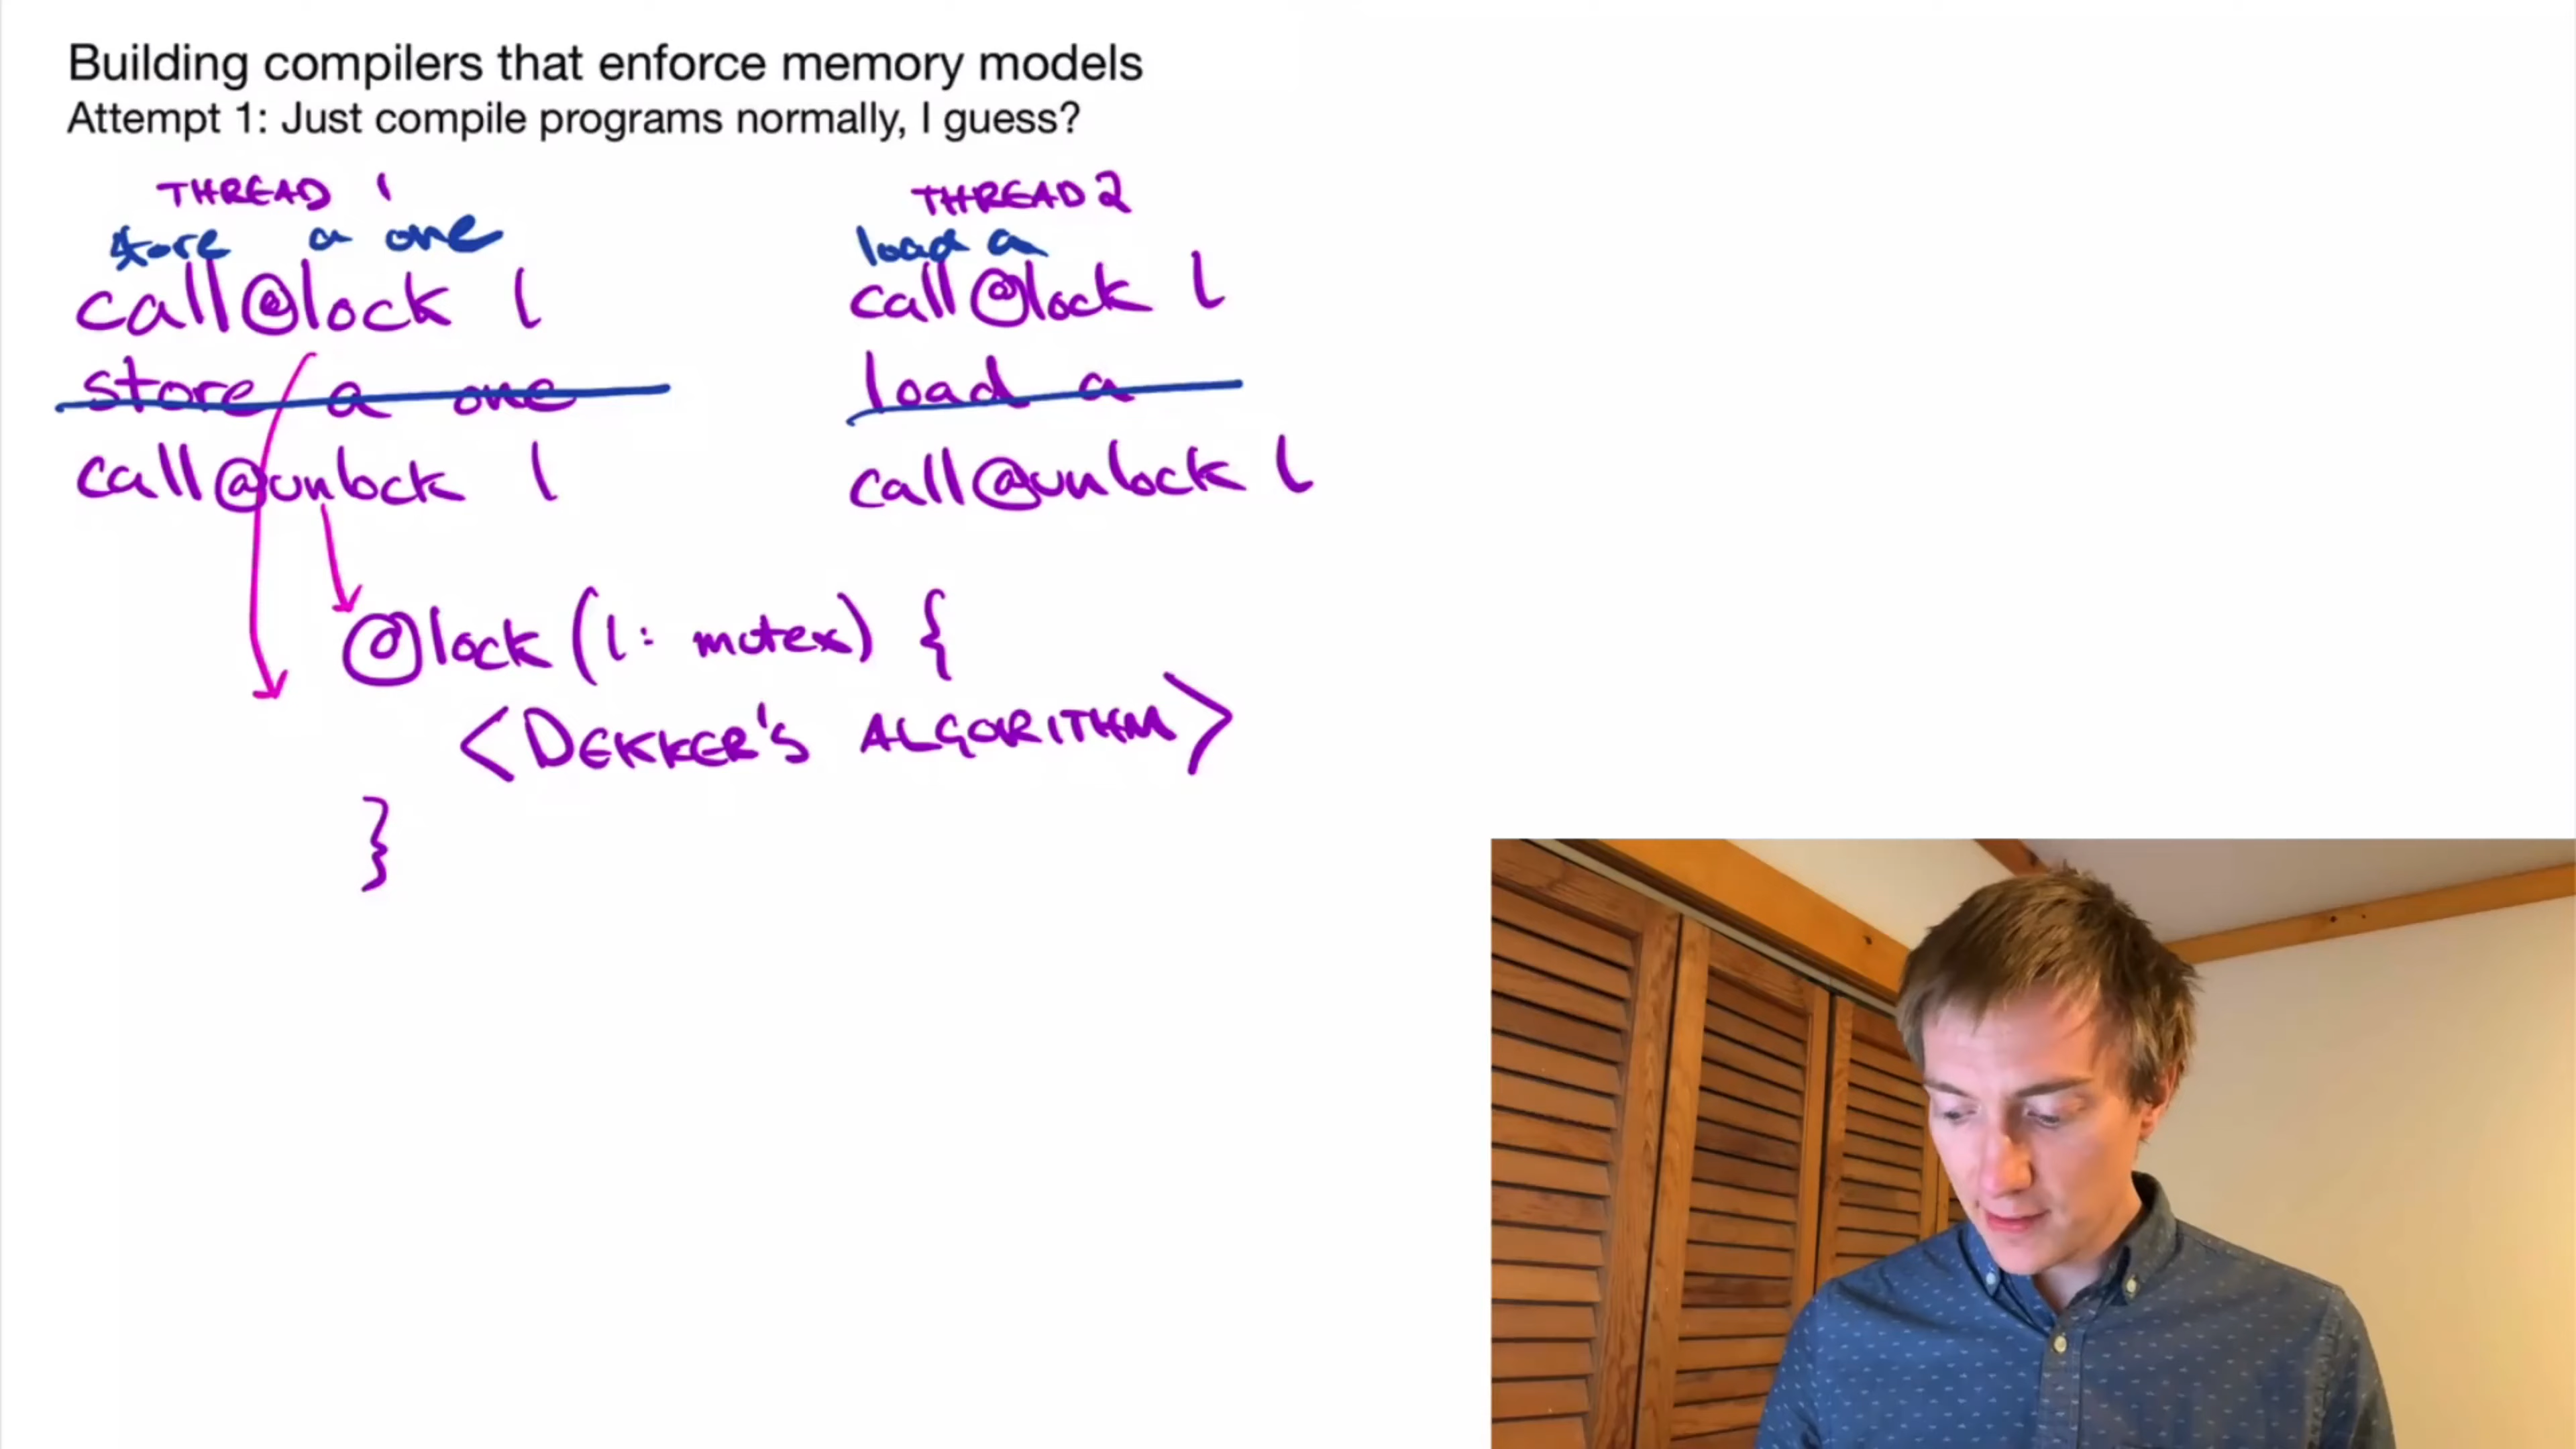 Building compilers that enforce memory models
Attempt 1: Just compile programs normally, I guess?
THREAD 1
store a one
call @lock l
store a one
call @unlock l
THREAD 2
load a
call @lock l
load a
call @unlock l
@lock (l: mutex) {
<DEKKER'S ALGORITHM>
}